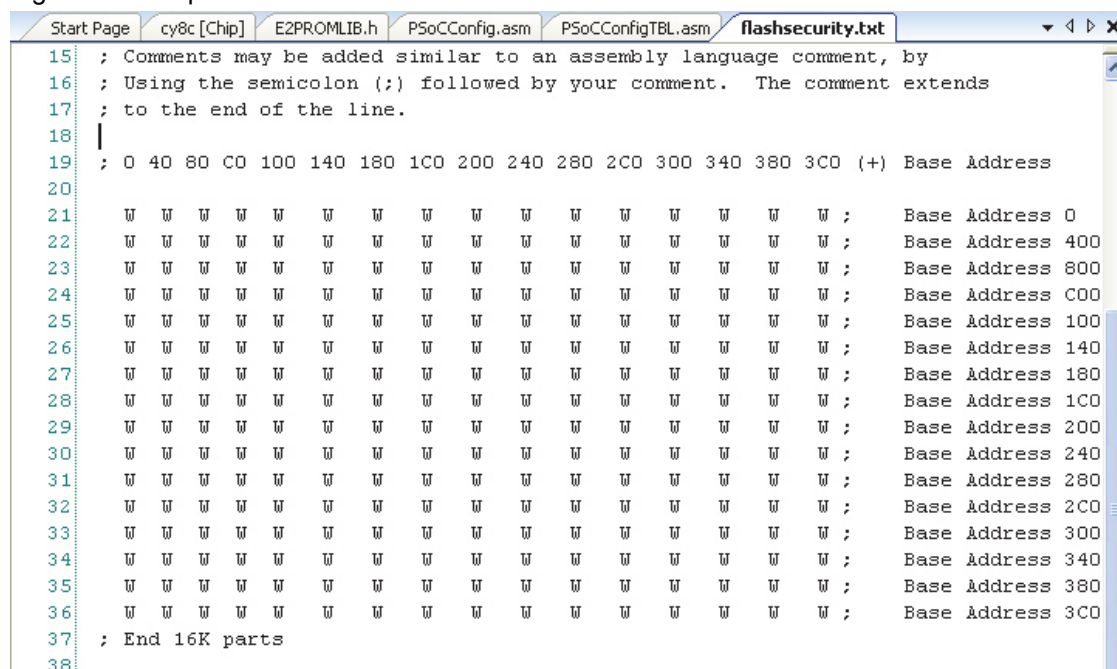 Start Page cy8c [Chip] E2PROMLIB.h PSoCConfig.asm PSoCConfigTBL.asm flashsecurity.txt
15 ; Comments may be added similar to an assembly language comment, by
16 ; Using the semicolon (;) followed by your comment. The comment extends
17 ; to the end of the line.
18
19 ; 0 40 80 C0 100 140 180 1C0 200 240 280 2C0 300 340 380 3C0 (+) Base Address
20
21 W W W W W W W W W W W W W W W W ; Base Address 0
22 W W W W W W W W W W W W W W W W ; Base Address 400
23 W W W W W W W W W W W W W W W W ; Base Address 800
24 W W W W W W W W W W W W W W W W ; Base Address C00
25 W W W W W W W W W W W W W W W W ; Base Address 100
26 W W W W W W W W W W W W W W W W ; Base Address 140
27 W W W W W W W W W W W W W W W W ; Base Address 180
28 W W W W W W W W W W W W W W W W ; Base Address 1C0
29 W W W W W W W W W W W W W W W W ; Base Address 200
30 W W W W W W W W W W W W W W W W ; Base Address 240
31 W W W W W W W W W W W W W W W W ; Base Address 280
32 W W W W W W W W W W W W W W W W ; Base Address 2C0
33 W W W W W W W W W W W W W W W W ; Base Address 300
34 W W W W W W W W W W W W W W W W ; Base Address 340
35 W W W W W W W W W W W W W W W W ; Base Address 380
36 W W W W W W W W W W W W W W W W ; Base Address 3C0
37 ; End 16K parts
38